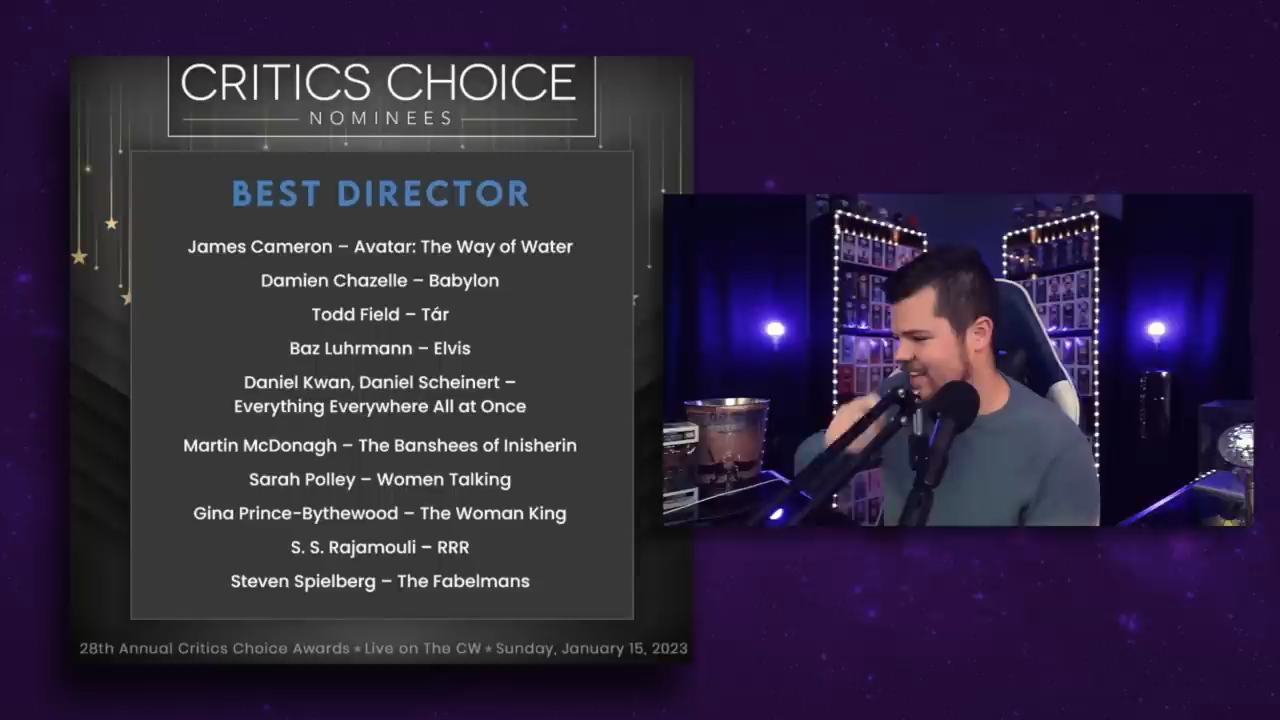 CRITICS CHOICE
NOMINEES
BEST DIRECTOR
James Cameron – Avatar: The Way of Water
Damien Chazelle – Babylon
Todd Field – Tár
Baz Luhrmann – Elvis
Daniel Kwan, Daniel Scheinert –
Everything Everywhere All at Once
Martin McDonagh – The Banshees of Inisherin
Sarah Polley – Women Talking
Gina Prince-Bythewood – The Woman King
S. S. Rajamouli – RRR
Steven Spielberg – The Fabelmans
28th Annual Critics Choice Awards ★ Live on The CW ★ Sunday, January 15, 2023